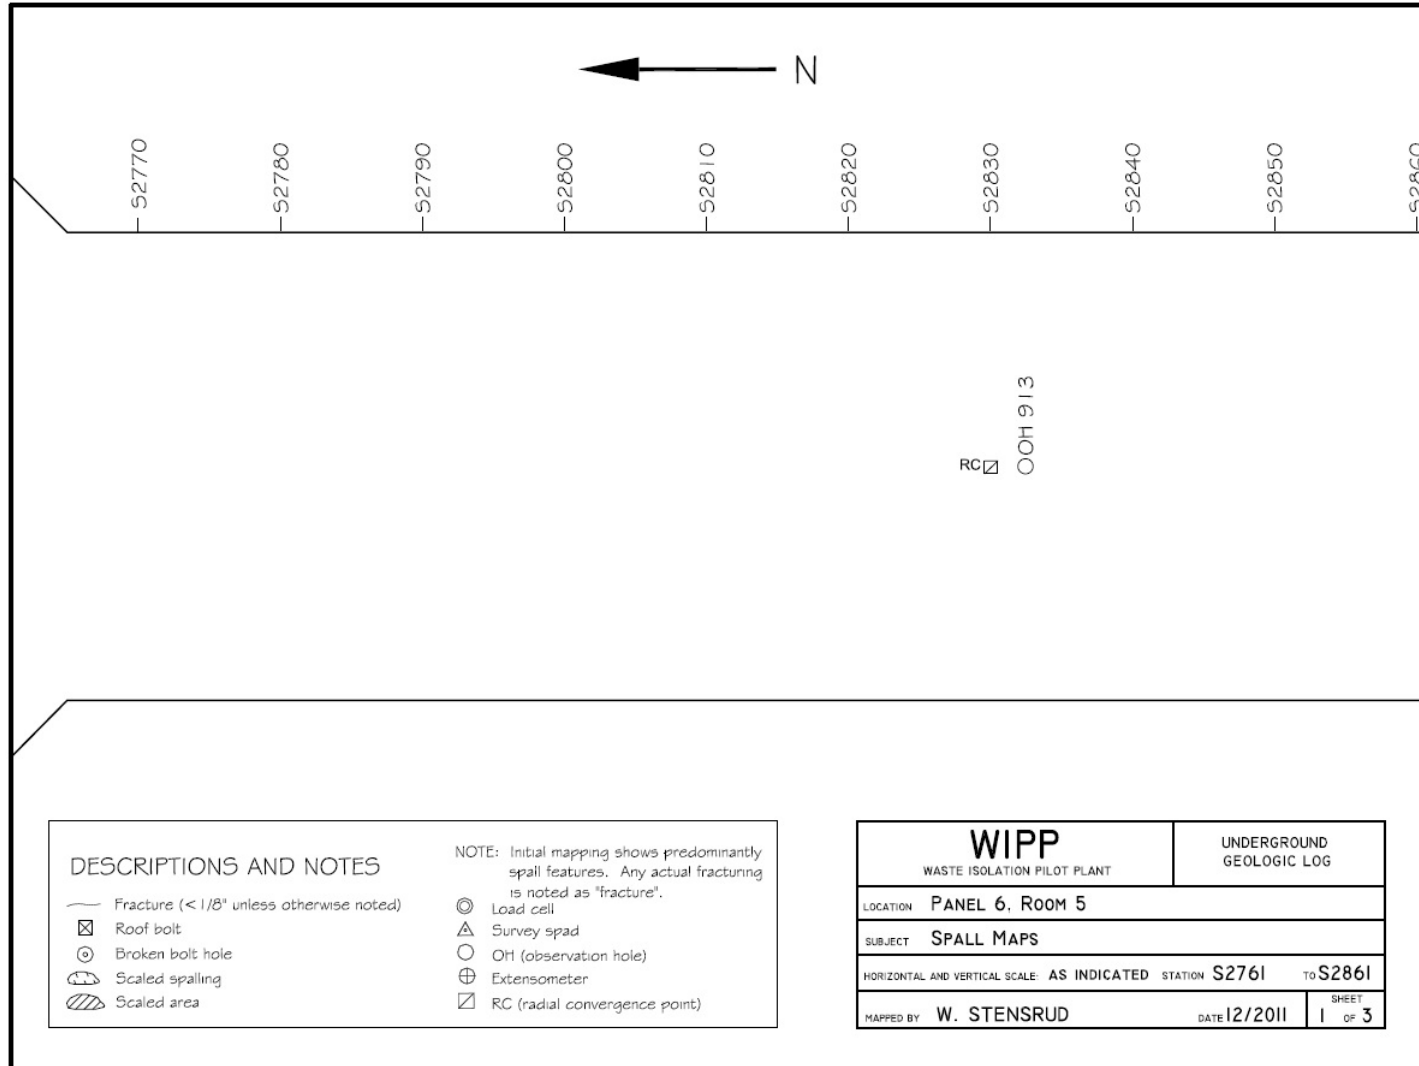 N
S2770
S2780
S2790
S2800
S2810
S2820
S2830
S2840
S2850
S2860
OH 913
RC
DESCRIPTIONS AND NOTES
Fracture (< 1/8" unless otherwise noted)
Roof bolt
Broken bolt hole
Scaled spalling
Scaled area
NOTE: Initial mapping shows predominantly
spall features. Any actual fracturing
is noted as "fracture".
Load cell
Survey spad
OH (observation hole)
Extensometer
RC (radial convergence point)
WIPP
WASTE ISOLATION PILOT PLANT
UNDERGROUND
GEOLOGIC LOG
LOCATION PANEL 6, ROOM 5
SUBJECT SPALL MAPS
HORIZONTAL AND VERTICAL SCALE: AS INDICATED STATION S2761 TO S2861
MAPPED BY W. STENSRUD DATE 12/2011
SHEET
1 OF 3